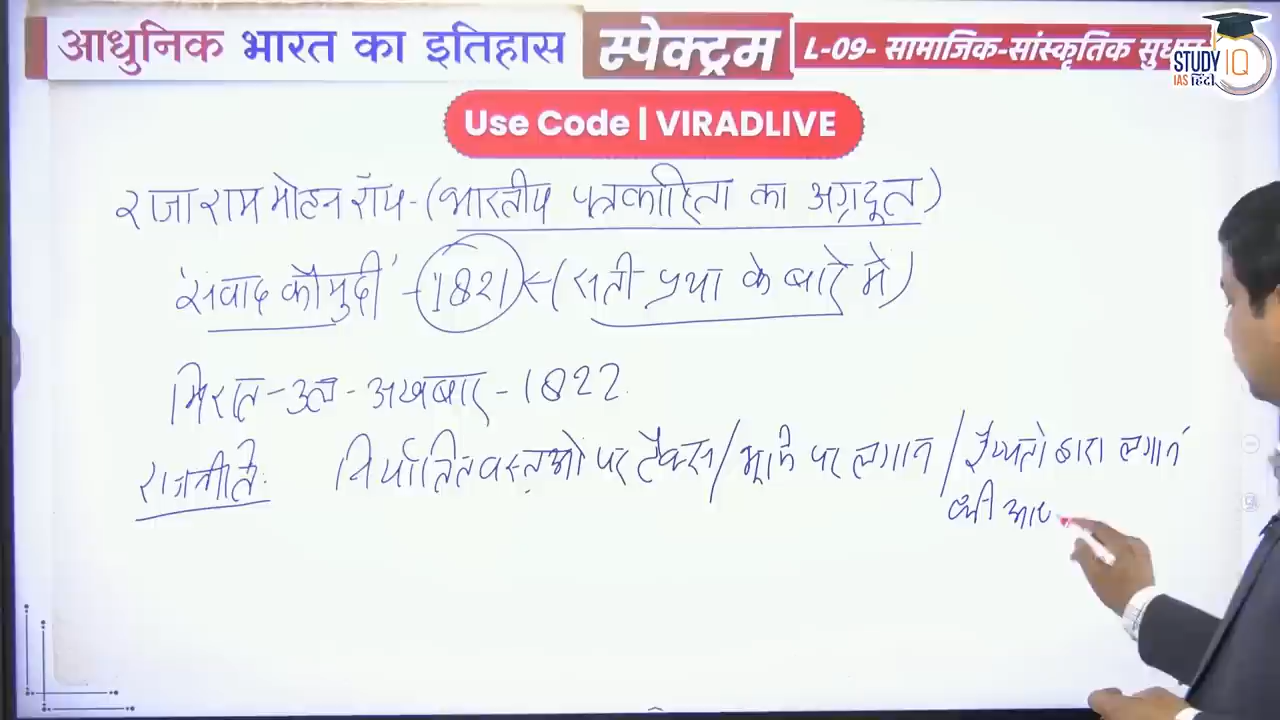 आधुनिक भारत का इतिहास स्पेक्ट्रम L-09- सामाजिक-सांस्कृतिक सुधार
STUDY IQ
IAS हिंदी
Use Code | VIRADLIVE
राजा राम मोहन रॉय - (भारतीय पत्रकारिता का अग्रदूत)
'संवाद कौमुदी' - 1821 ← (सती प्रथा के बारे में)
मिरात-उल-अखबार - 1822.
राजनीति: निर्यातित वस्तुओ पर टैक्स / भूमि पर लगान / रैय्यतो द्वारा लगान
की